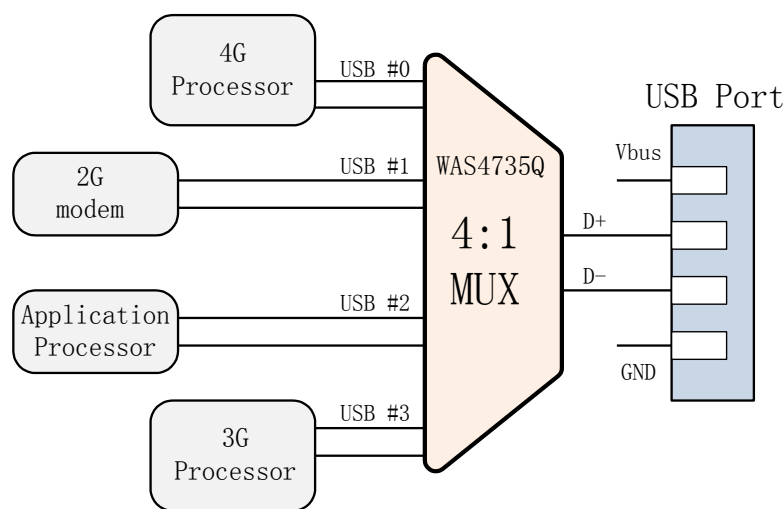 4G
Processor
USB #0
USB Port
2G
modem
USB #1
WAS4735Q
Vbus
4:1
MUX
D+
D-
Application
Processor
USB #2
GND
3G
Processor
USB #3